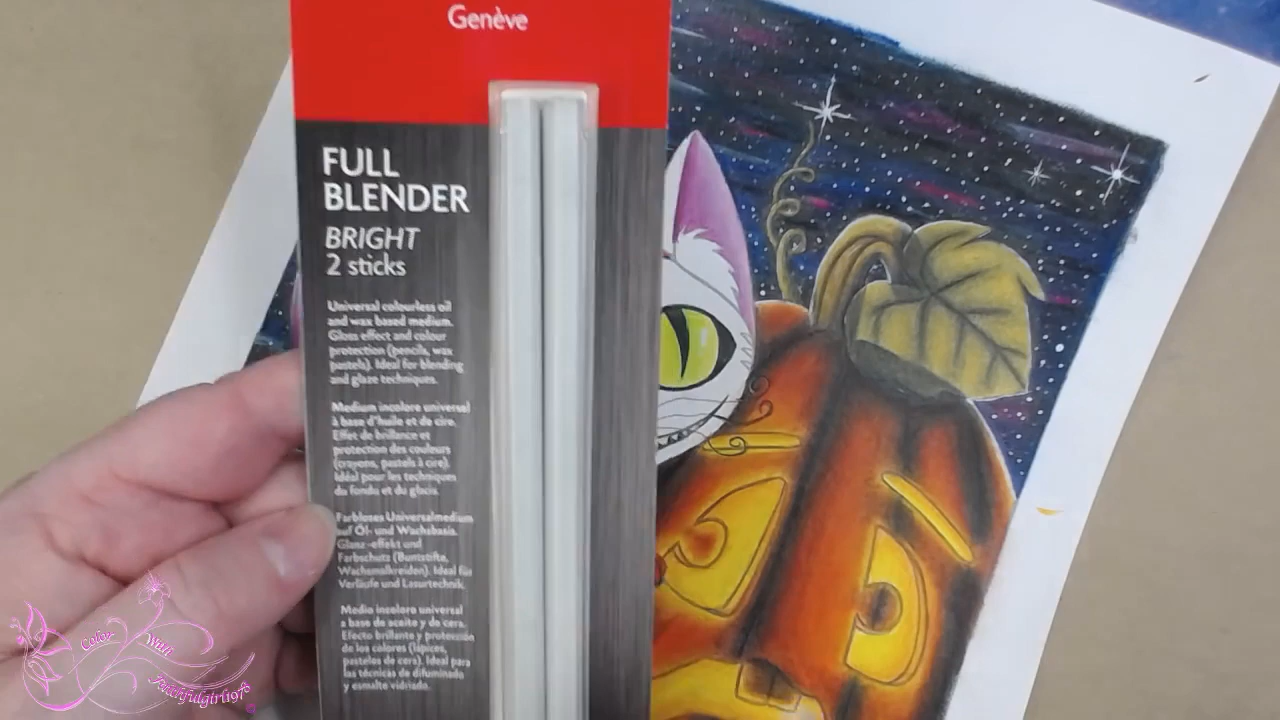 Genève
FULL
BLENDER
BRIGHT
2 sticks
Universal colourless oil
and wax based medium.
Gloss effect and colour
protection (pencils, wax
pastels). Ideal for blending
and glaze techniques.
Medium incolore universel
à base d'huile et de cire.
Effet de brillance et
protection des couleurs
(crayons, pastels à cire).
Idéal pour les techniques
du fondu et du glacis.
Farbloses Universalmedium
auf Öl- und Wachsbasis.
Glanz-effekt und
Farbschutz (Buntstifte,
Wachsmalkreiden). Ideal für
Verläufe und Lasurtechnik.
Medio incoloro universal
a base de aceite y de cera.
Efecto brillante y protección
de los colores (lápices,
pasteles de cera). Ideal para
las técnicas de difuminado
y esmalte vidriado.
Color With
Faithfulgirl1976